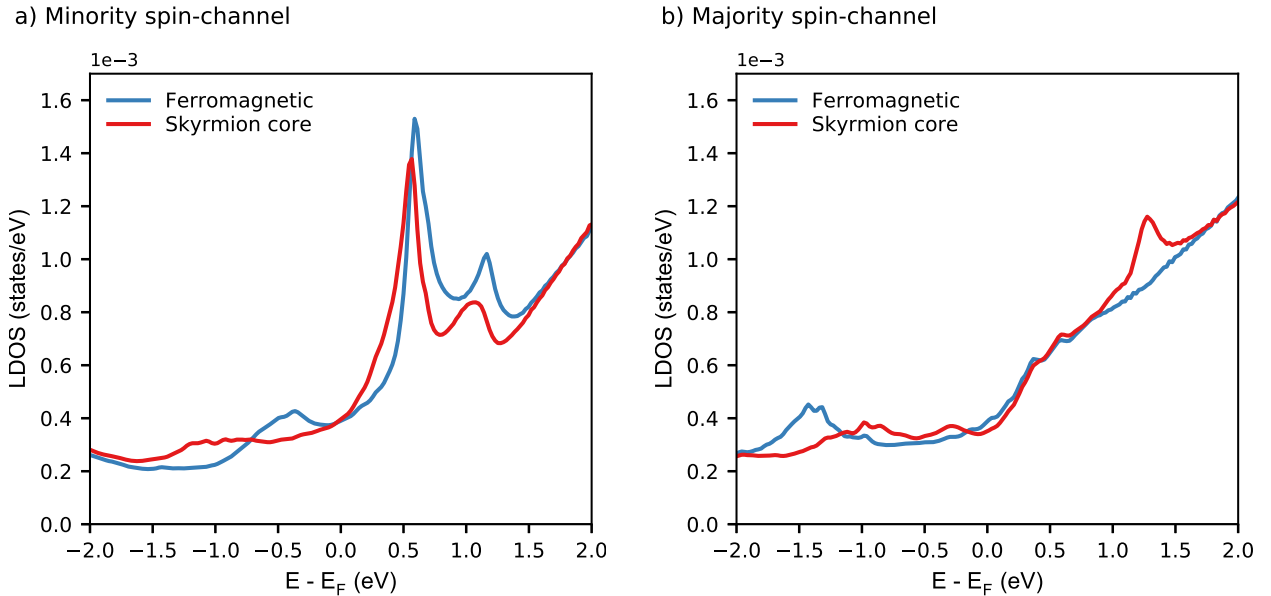 a) Minority spin-channel
1e−3
Ferromagnetic
Skyrmion core
1.6
1.4
1.2
1.0
0.8
0.6
0.4
0.2
0.0
LDOS (states/eV)
−2.0 −1.5 −1.0 −0.5 0.0 0.5 1.0 1.5 2.0
E - E_F (eV)
b) Majority spin-channel
1e−3
Ferromagnetic
Skyrmion core
1.6
1.4
1.2
1.0
0.8
0.6
0.4
0.2
0.0
LDOS (states/eV)
−2.0 −1.5 −1.0 −0.5 0.0 0.5 1.0 1.5 2.0
E - E_F (eV)